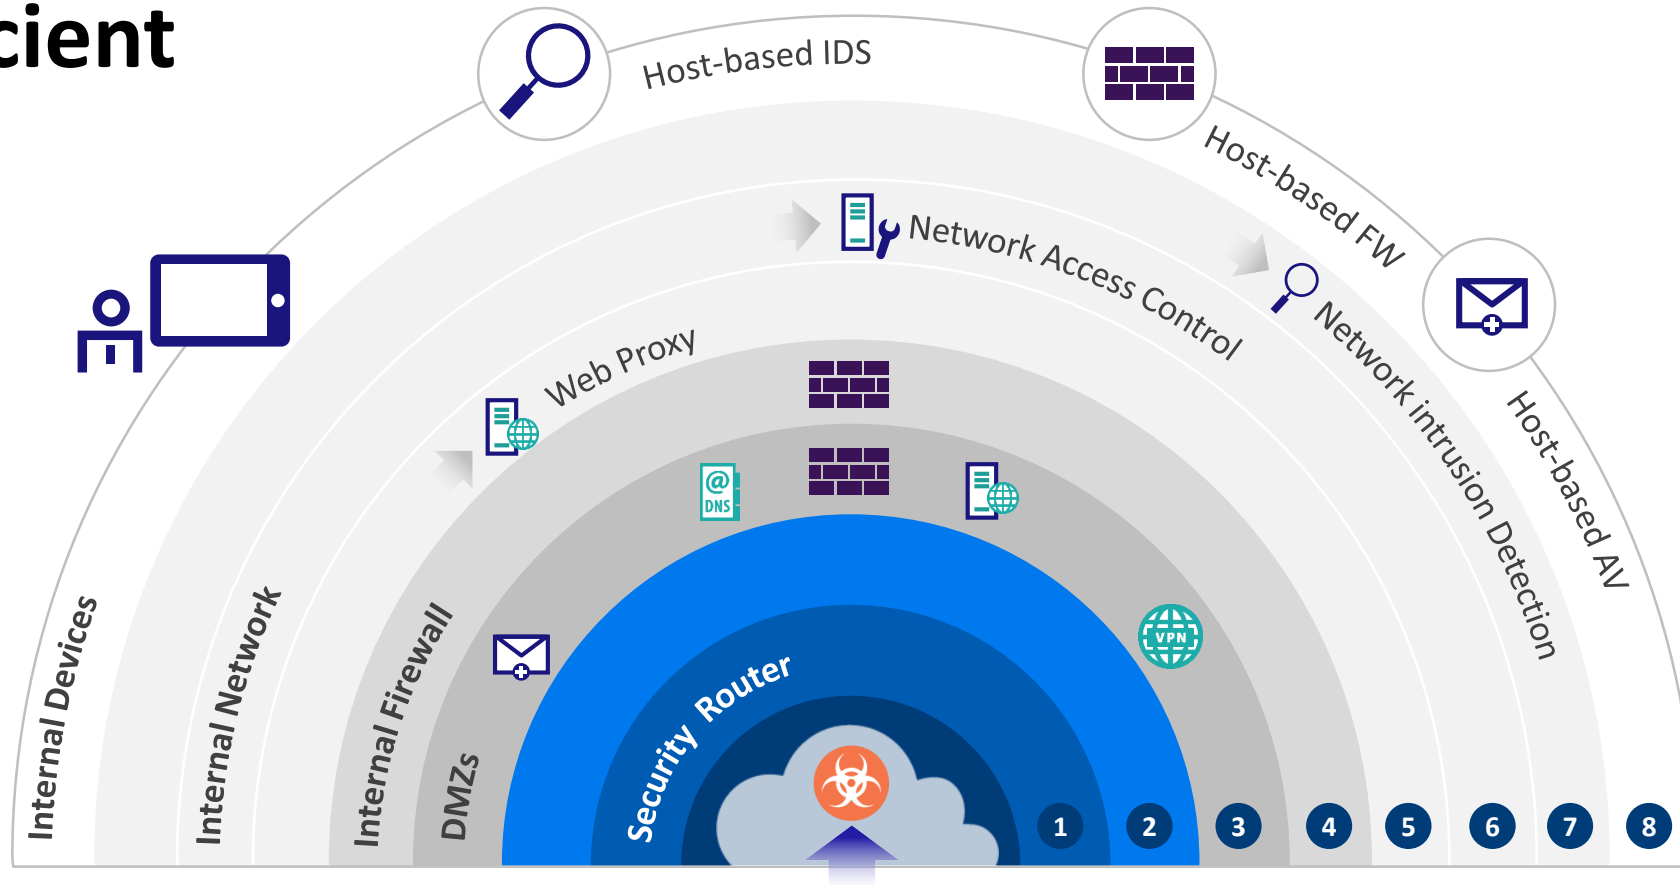 cient
Host-based IDS
Host-based FW
Host-based AV
Network Access Control
Network intrusion Detection
Web Proxy
@
DNS
VPN
Internal Devices
Internal Network
Internal Firewall
DMZs
Security Router
1
2
3
4
5
6
7
8